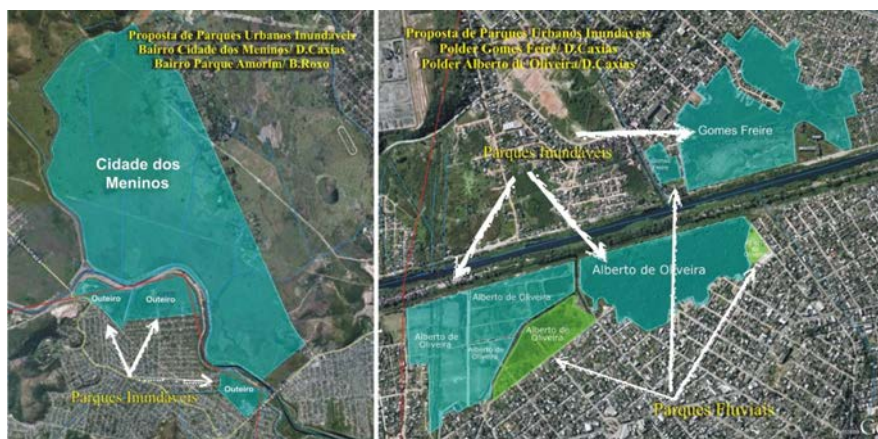 Proposta de Parques Urbanos Inundáveis
Bairro Cidade dos Meninos/ D.Caxias
Bairro Parque Amorim/ B.Roxo
Cidade dos
Meninos
Outeiro
Outeiro
Outeiro
Parques Inundáveis
Proposta de Parques Urbanos Inundáveis
Polder Gomes Feire/ D.Caxias
Polder Alberto de Oliveira/D.Caxias
Gomes Freire
Parques Inundáveis
Gomes
Freire
Alberto de Oliveira
Alberto de Oliveira
Alberto de
Oliveira
Alberto de
Oliveira
Alberto de
Oliveira
Parques Fluviais